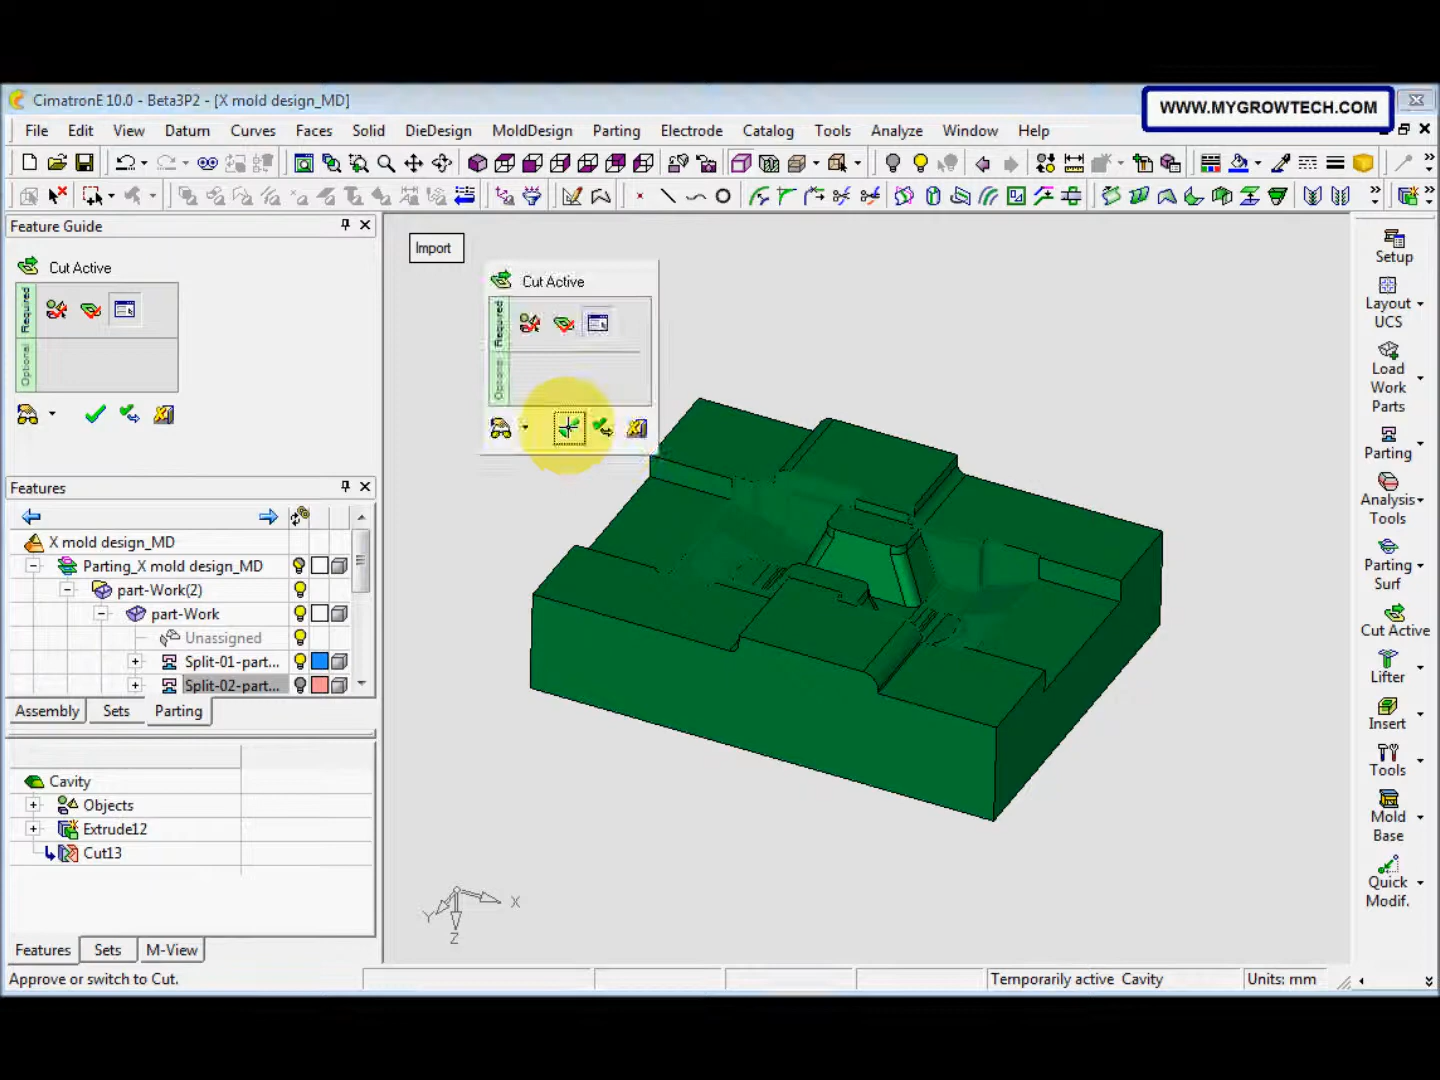 CimatronE 10.0 - Beta3P2 - [X mold design_MD]
WWW.MYGROWTECH.COM
File Edit View Datum Curves Faces Solid DieDesign MoldDesign Parting Electrode Catalog Tools Analyze Window Help
Feature Guide
Cut Active
Required
Optional
Import
Cut Active
Required
Features
X mold design_MD
Parting_X mold design_MD
part-Work(2)
part-Work
Unassigned
Split-01-part...
Split-02-part...
Assembly Sets Parting
Cavity
Objects
Extrude12
Cut13
Features Sets M-View
X
Y
Z
Setup
Layout
UCS
Load
Work
Parts
Parting
Analysis
Tools
Parting
Surf
Cut Active
Lifter
Insert
Tools
Mold
Base
Quick
Modif.
Approve or switch to Cut.
Temporarily active Cavity
Units: mm